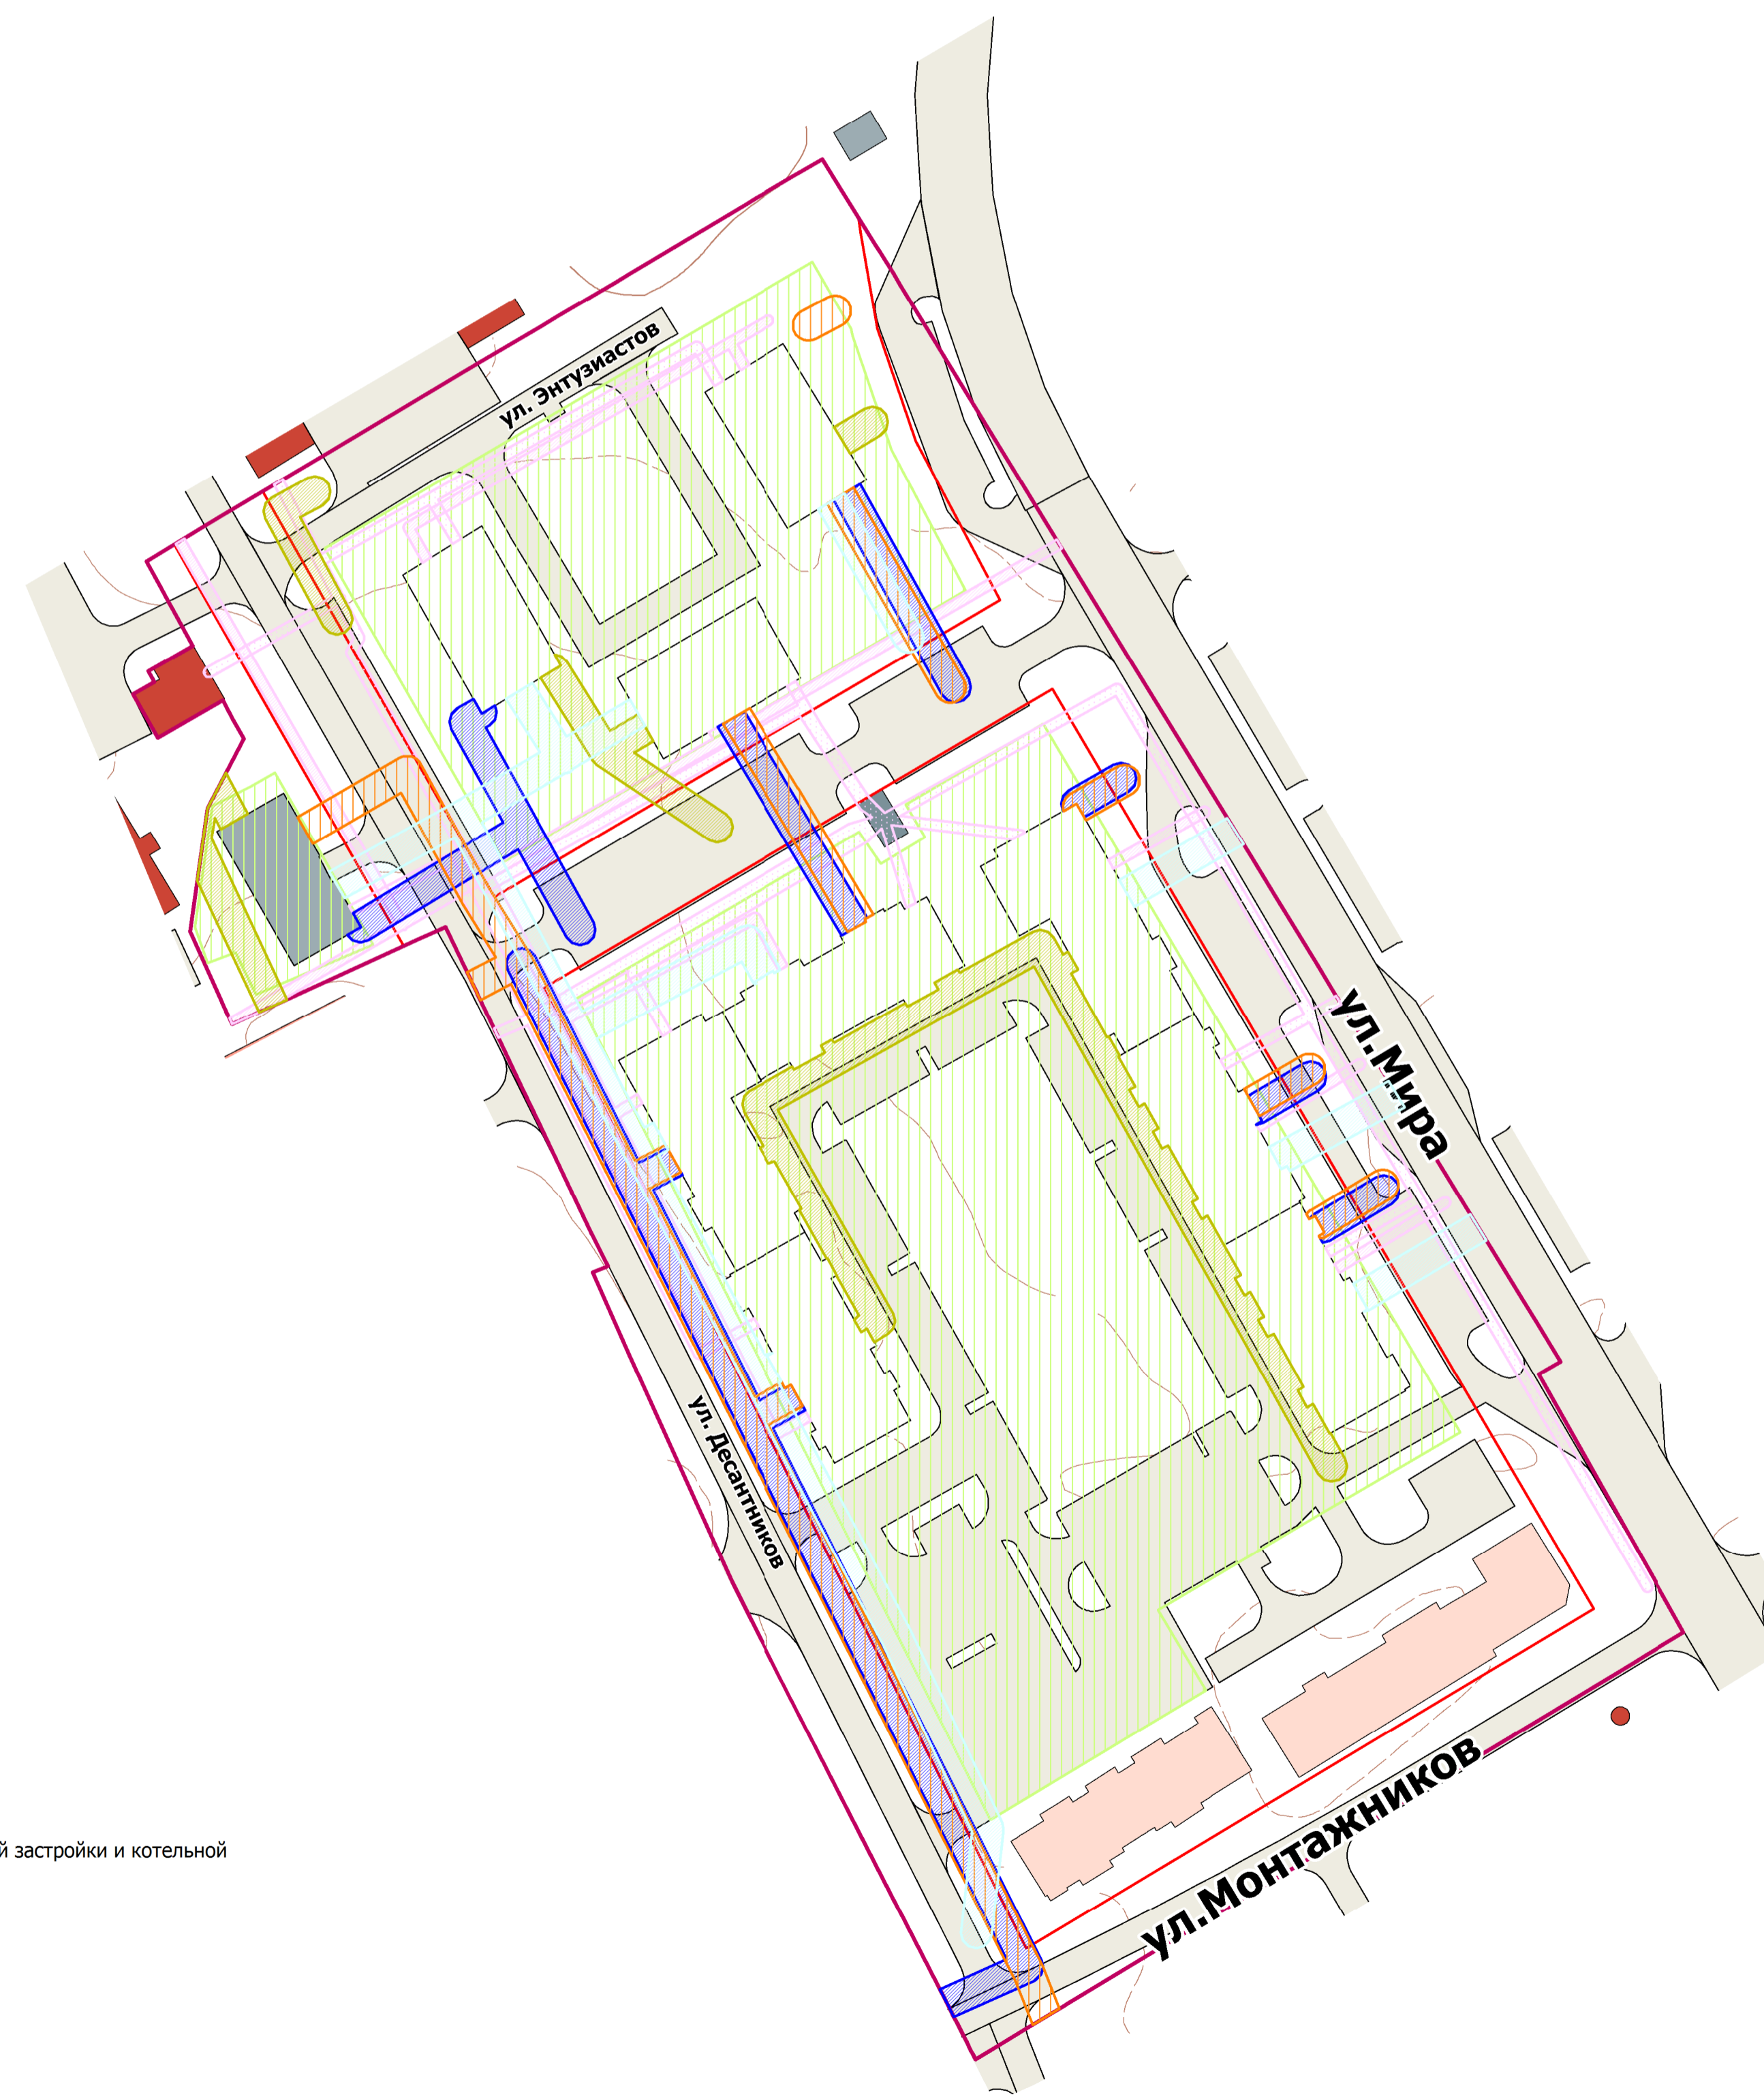 ул. Энтузиастов
ул.Мира
ул. Десантников
ул.Монтажников
й застройки и котельной